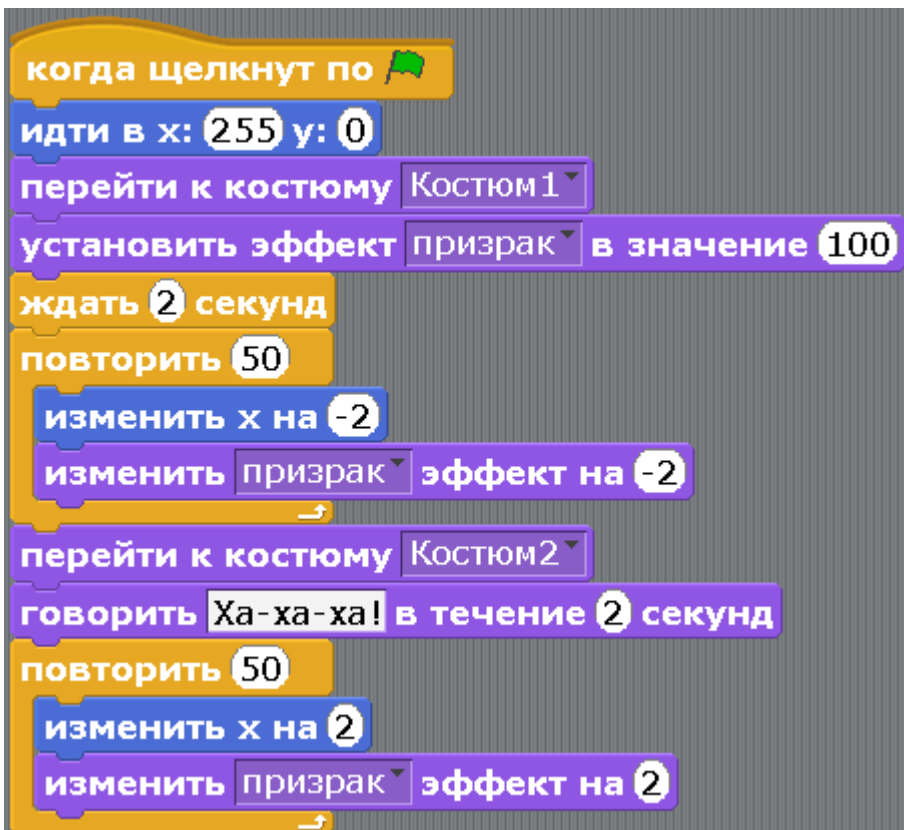 когда щелкнут по
идти в x: 255 y: 0
перейти к костюму Костюм1
установить эффект призрак в значение 100
ждать 2 секунд
повторить 50
изменить х на -2
изменить призрак эффект на -2
перейти к костюму Костюм2
говорить Ха-ха-ха! в течение 2 секунд
повторить 50
изменить х на 2
изменить призрак эффект на 2